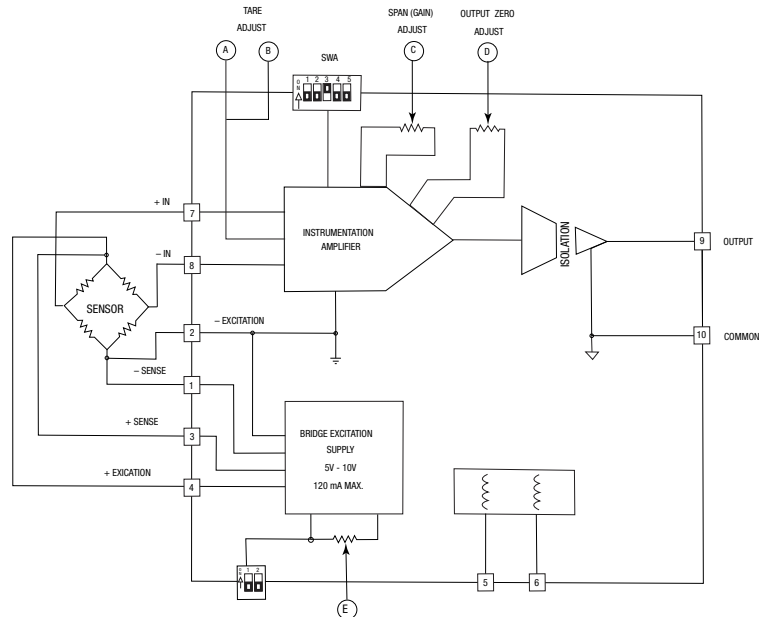 TARE
ADJUST
SPAN (GAIN)
ADJUST
OUTPUT ZERO
ADJUST
A
B
C
D
SWA
O
N
1 2 3 4 5
+ IN
7
INSTRUMENTATION
AMPLIFIER
ISOLATION
9
OUTPUT
– IN
8
SENSOR
– EXCITATION
2
10
COMMON
– SENSE
1
+ SENSE
3
BRIDGE EXCITATION
SUPPLY
5V - 10V
120 mA MAX.
+ EXICATION
4
O
N
1 2
5
6
E